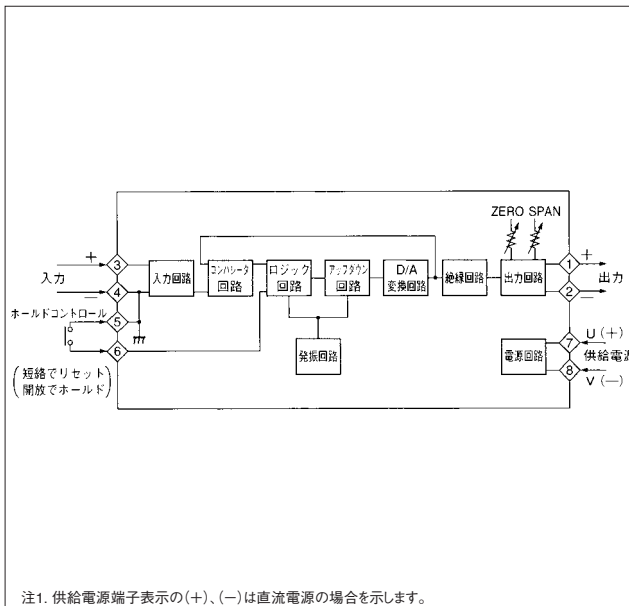 ZERO SPAN
+
3
入力
−
4
ホールドコントロール
5
6
(短絡でリセット
開放でホールド)
入力回路
コンパレータ
回路
ロジック
回路
アップダウン
回路
D/A
変換回路
絶縁回路
出力回路
発振回路
電源回路
1
+
出力
2
−
7
U(+)
供給電源
8
V(−)
注1. 供給電源端子表示の(+)、(−)は直流電源の場合を示します。